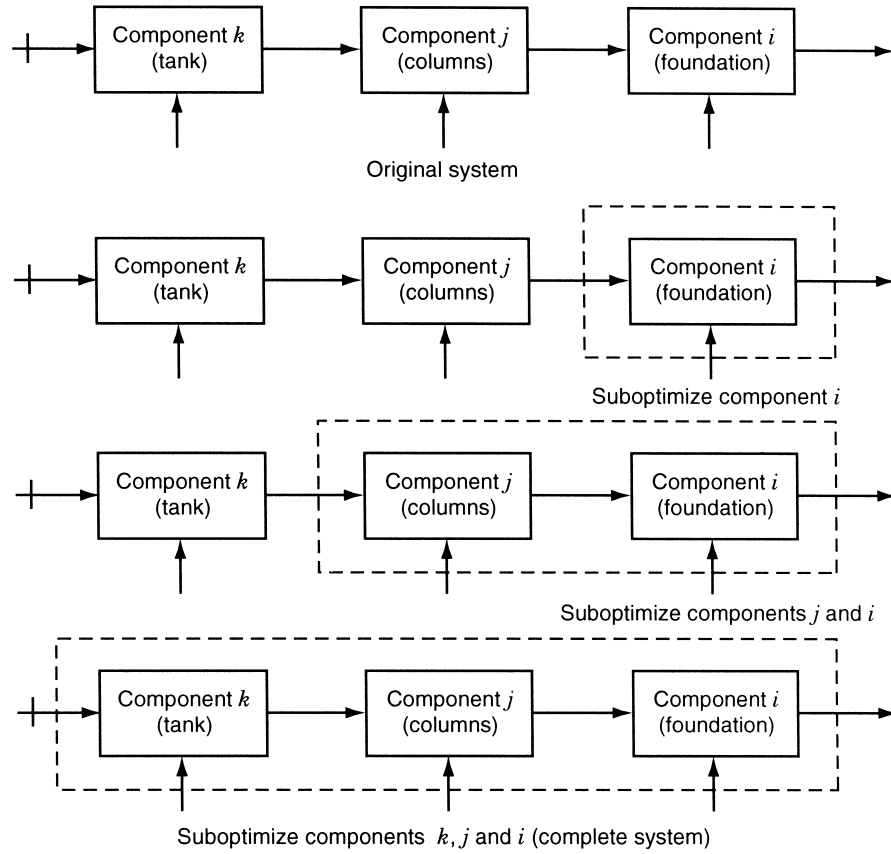 Component k
(tank)
Component j
(columns)
Component i
(foundation)
Original system
Component k
(tank)
Component j
(columns)
Component i
(foundation)
Suboptimize component i
Component k
(tank)
Component j
(columns)
Component i
(foundation)
Suboptimize components j and i
Component k
(tank)
Component j
(columns)
Component i
(foundation)
Suboptimize components k, j and i (complete system)